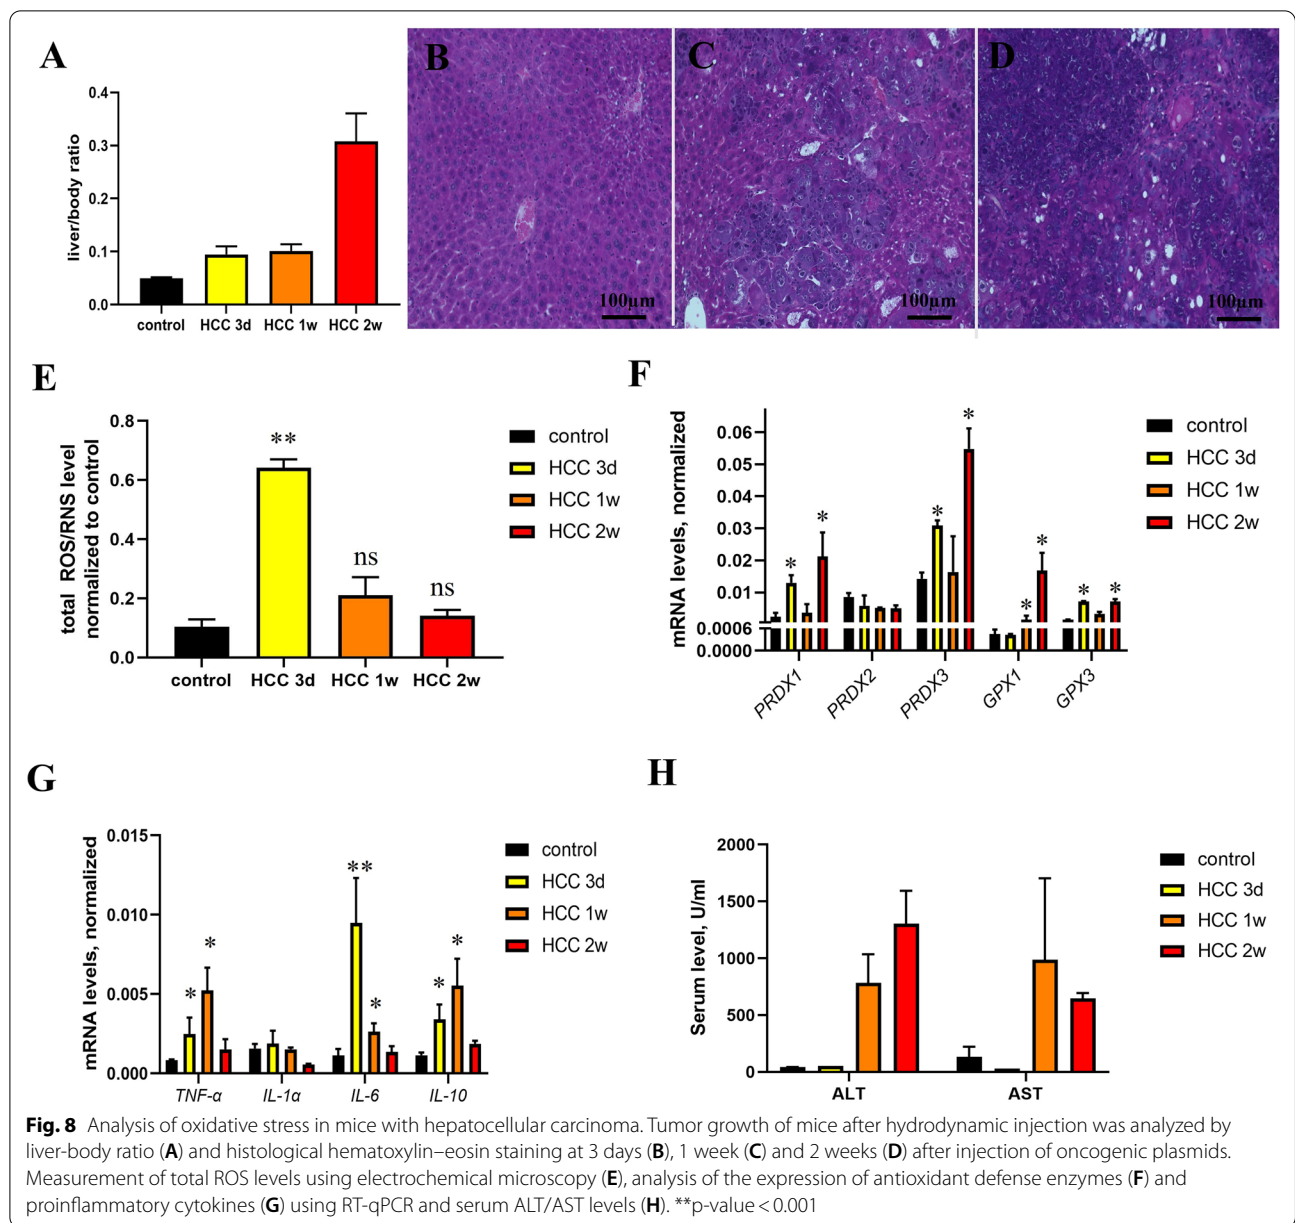 A
liver/body ratio
0.4
0.3
0.2
0.1
0.0
control HCC 3d HCC 1w HCC 2w
B
100µm
C
100µm
D
100µm
E
total ROS/RNS level
normalized to control
0.8
0.6
0.4
0.2
0.0
**
ns
ns
control HCC 3d HCC 1w HCC 2w
control
HCC 3d
HCC 1w
HCC 2w
F
mRNA levels, normalized
0.06
0.05
0.04
0.03
0.02
0.01
0.0006
0.0000
* * * * * * * *
PRDX1 PRDX2 PRDX3 GPX1 GPX3
control
HCC 3d
HCC 1w
HCC 2w
G
mRNA levels, normalized
0.015
0.010
0.005
0.000
* * ** * * *
TNF-α IL-1α IL-6 IL-10
control
HCC 3d
HCC 1w
HCC 2w
H
Serum level, U/ml
2000
1500
1000
500
0
ALT AST
control
HCC 3d
HCC 1w
HCC 2w
Fig. 8 Analysis of oxidative stress in mice with hepatocellular carcinoma. Tumor growth of mice after hydrodynamic injection was analyzed by
liver-body ratio (A) and histological hematoxylin–eosin staining at 3 days (B), 1 week (C) and 2 weeks (D) after injection of oncogenic plasmids.
Measurement of total ROS levels using electrochemical microscopy (E), analysis of the expression of antioxidant defense enzymes (F) and
proinflammatory cytokines (G) using RT-qPCR and serum ALT/AST levels (H). **p-value < 0.001